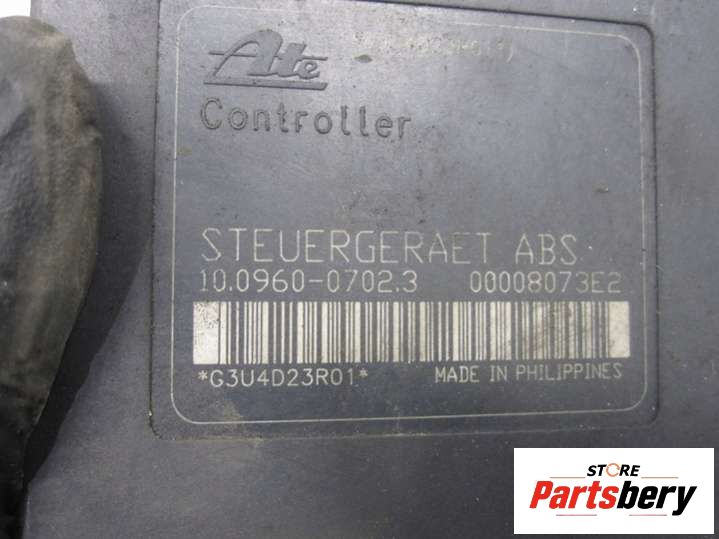 Ate
Controller
STEUERGERAET ABS
10.0960-0702.3 00008073E2
*G3U4D23R01* MADE IN PHILIPPINES
STORE
Partsbery